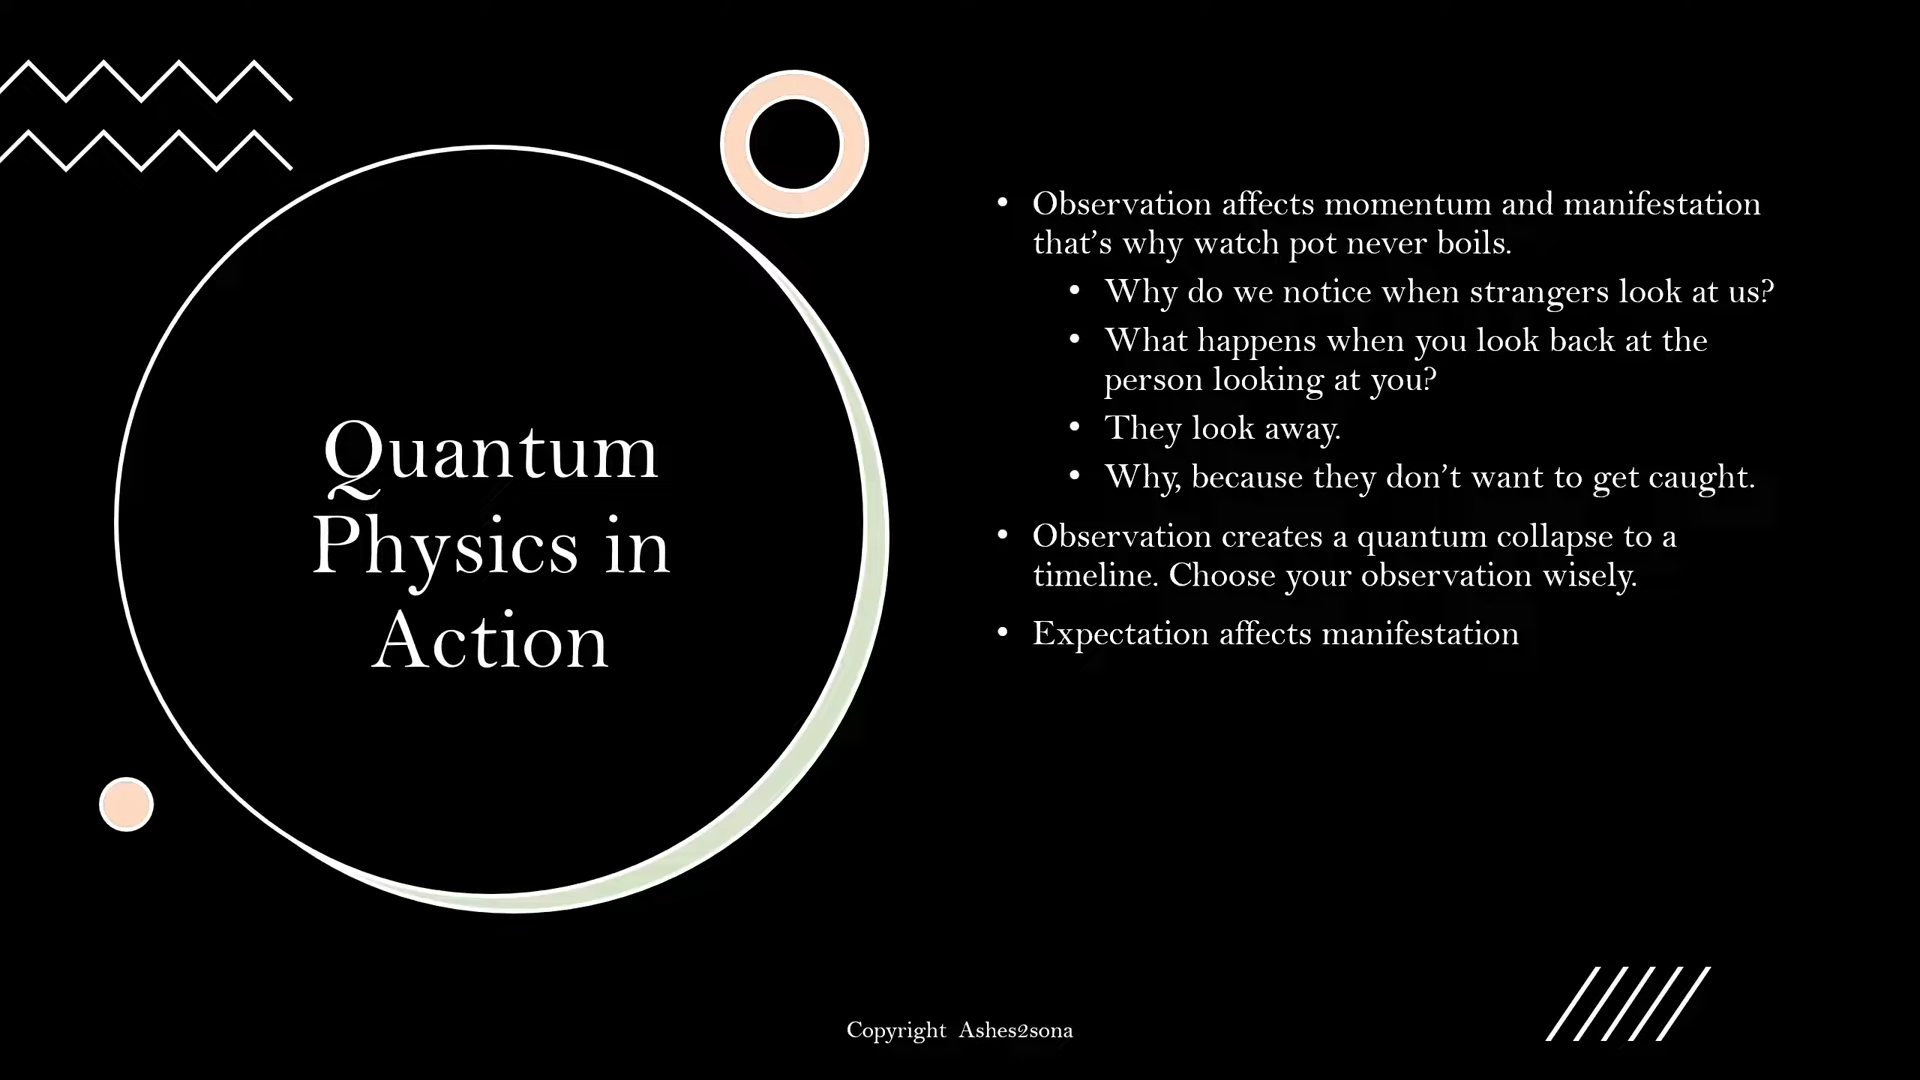 Quantum
Physics in
Action
• Observation affects momentum and manifestation
that’s why watch pot never boils.
• Why do we notice when strangers look at us?
• What happens when you look back at the
person looking at you?
• They look away.
• Why, because they don’t want to get caught.
• Observation creates a quantum collapse to a
timeline. Choose your observation wisely.
• Expectation affects manifestation
Copyright Ashes2sona